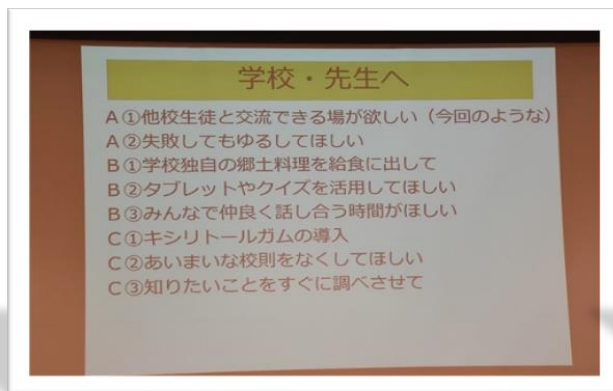 学校・先生へ
A①他校生徒と交流できる場が欲しい（今回のような）
A②失敗してもゆるしてほしい
B①学校独自の郷土料理を給食に出して
B②タブレットやクイズを活用してほしい
B③みんなで仲良く話し合う時間がほしい
C①キシリトールガムの導入
C②あいまいな校則をなくしてほしい
C③知りたいことをすぐに調べさせて